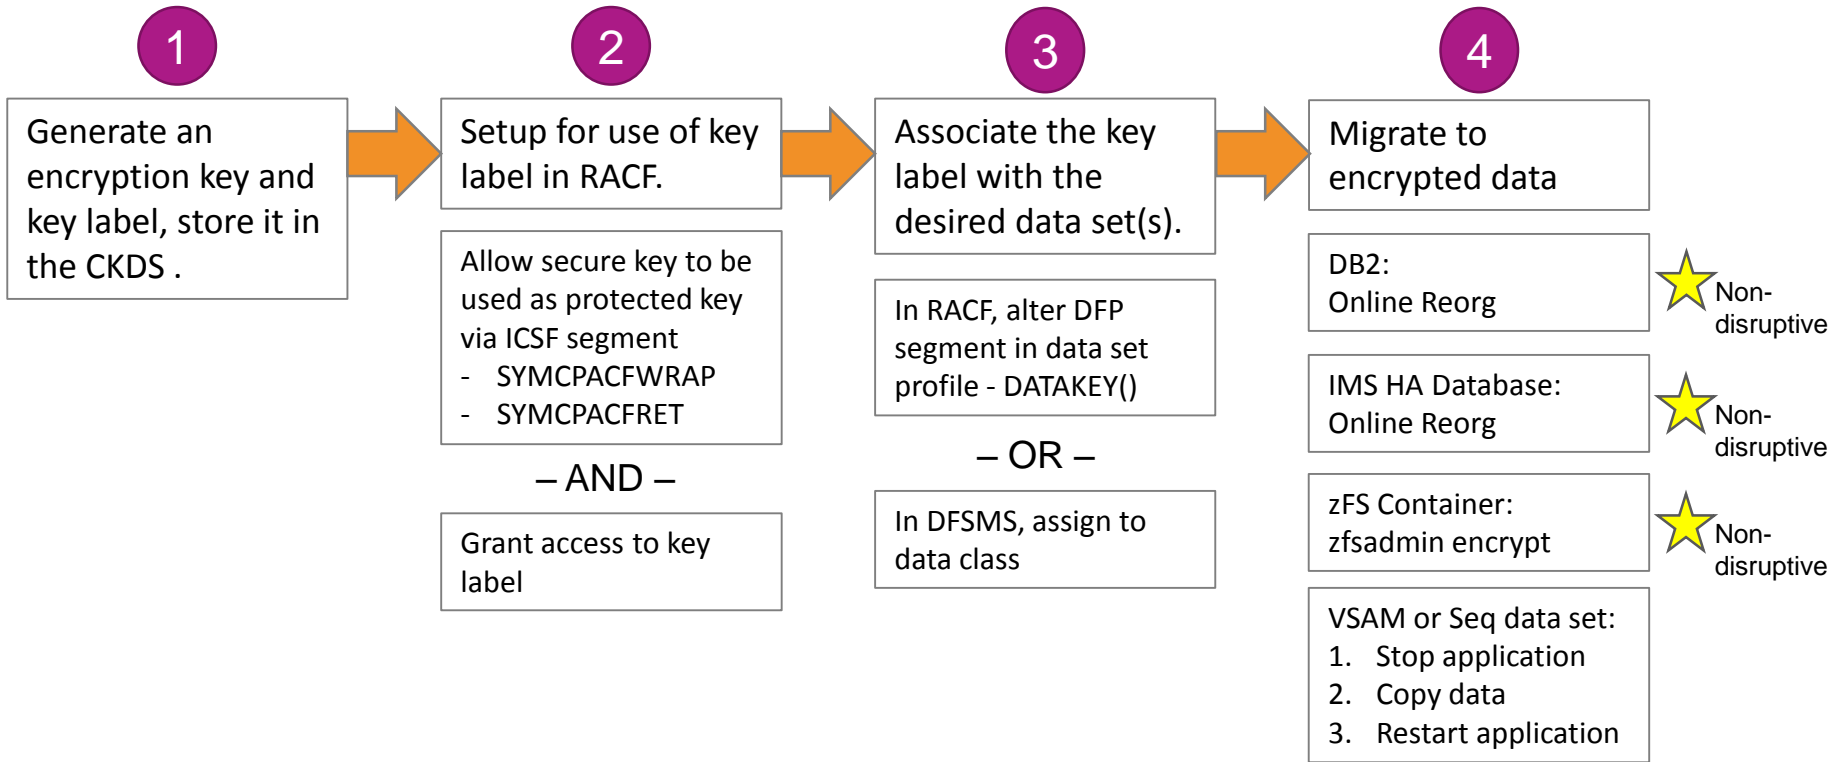 1
Generate an
encryption key and
key label, store it in
the CKDS .
2
Setup for use of key
label in RACF.
Allow secure key to be
used as protected key
via ICSF segment
- SYMCPACFWRAP
- SYMCPACFRET
– AND –
Grant access to key
label
3
Associate the key
label with the
desired data set(s).
In RACF, alter DFP
segment in data set
profile - DATAKEY()
– OR –
In DFSMS, assign to
data class
4
Migrate to
encrypted data
DB2:
Online Reorg
Non-
disruptive
IMS HA Database:
Online Reorg
Non-
disruptive
zFS Container:
zfsadmin encrypt
Non-
disruptive
VSAM or Seq data set:
1. Stop application
2. Copy data
3. Restart application